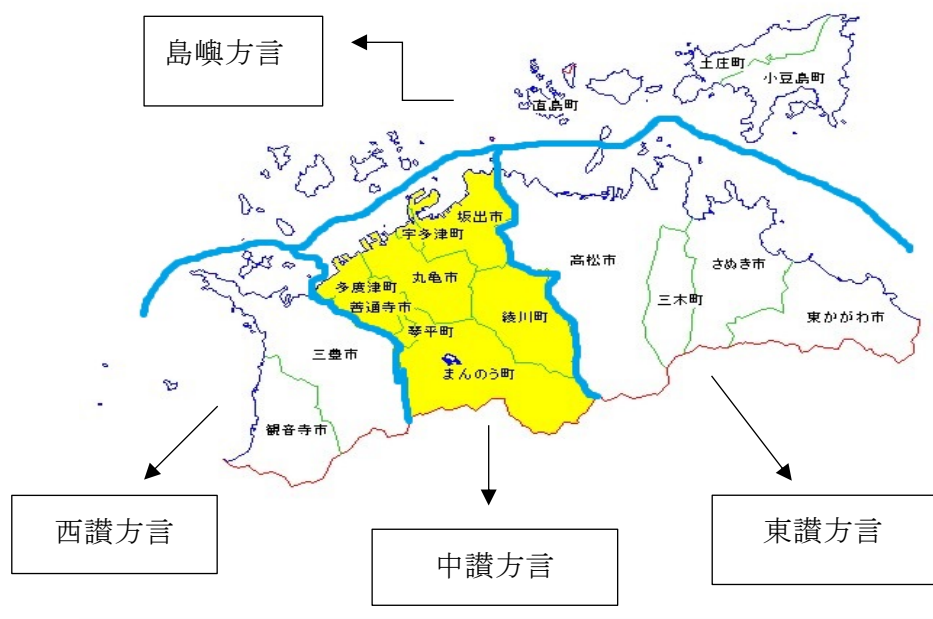 島嶼方言
土庄町
小豆島町
直島町
坂出市
宇多津町
高松市
さぬき市
丸亀市
多度津町
三木町
善通寺市
綾川町
東かがわ市
琴平町
三豊市
まんのう町
観音寺市
西讃方言
中讃方言
東讃方言